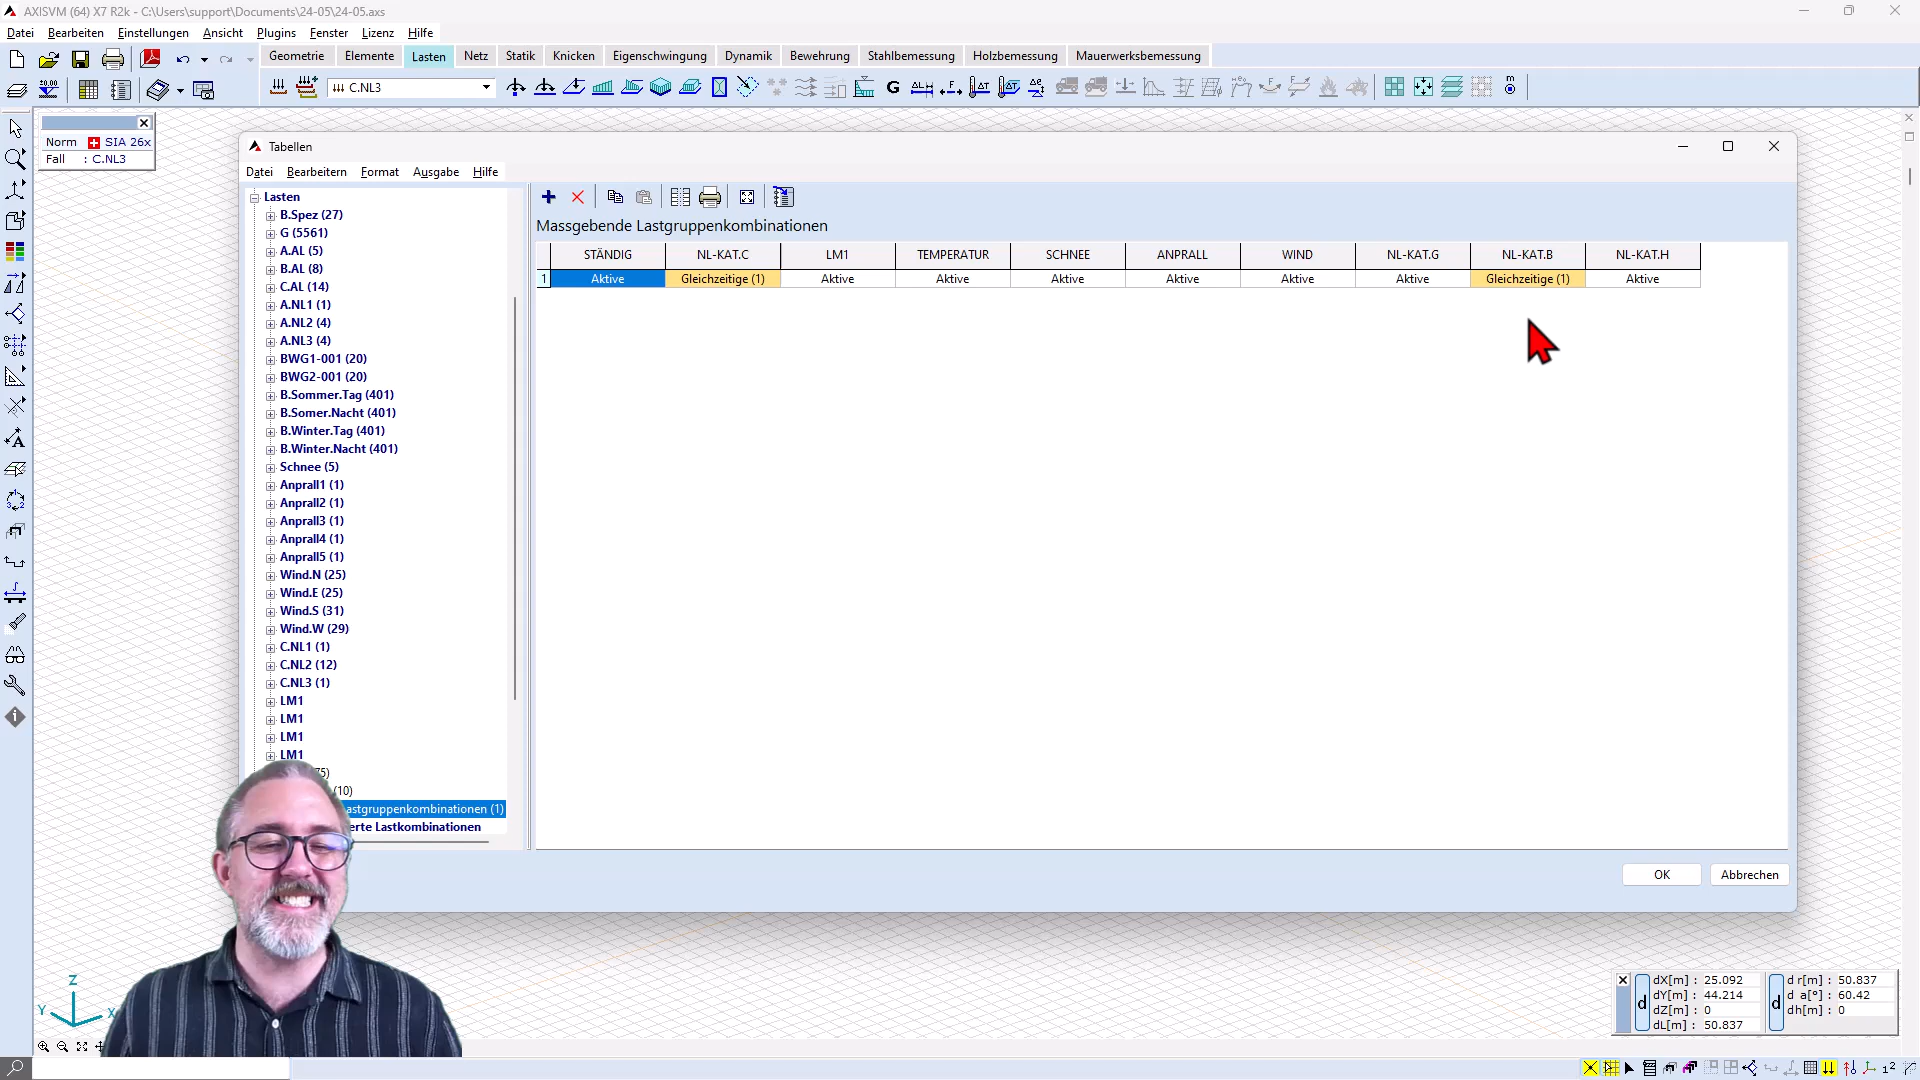 AXISVM (64) X7 R2k - C:\Users\support\Documents\24-05\24-05.axs
Datei Bearbeiten Einstellungen Ansicht Plugins Fenster Lizenz Hilfe
Geometrie Elemente Lasten Netz Statik Knicken Eigenschwingung Dynamik Bewehrung Stahlbemessung Holzbemessung Mauerwerksbemessung
C.NL3
Norm SIA 26x
Fall : C.NL3
Tabellen
Datei Bearbeitern Format Ausgabe Hilfe
Lasten
B.Spez (27)
G (5561)
A.AL (5)
B.AL (8)
C.AL (14)
A.NL1 (1)
A.NL2 (4)
A.NL3 (4)
BWG1-001 (20)
BWG2-001 (20)
B.Sommer.Tag (401)
B.Somer.Nacht (401)
B.Winter.Tag (401)
B.Winter.Nacht (401)
Schnee (5)
Anprall1 (1)
Anprall2 (1)
Anprall3 (1)
Anprall4 (1)
Anprall5 (1)
Wind.N (25)
Wind.E (25)
Wind.S (31)
Wind.W (29)
C.NL1 (1)
C.NL2 (12)
C.NL3 (1)
LM1
LM1
LM1
LM1
75)
(10)
astgruppenkombinationen (1)
erte Lastkombinationen
Massgebende Lastgruppenkombinationen
STÄNDIG NL-KAT.C LM1 TEMPERATUR SCHNEE ANPRALL WIND NL-KAT.G NL-KAT.B NL-KAT.H
1 Aktive Gleichzeitige (1) Aktive Aktive Aktive Aktive Aktive Aktive Gleichzeitige (1) Aktive
OK Abbrechen
Z
Y X
d
dX[m] : 25.092
dY[m] : 44.214
dZ[m] : 0
dL[m] : 50.837
d
d r[m] : 50.837
d a[°] : 60.42
dh[m] : 0